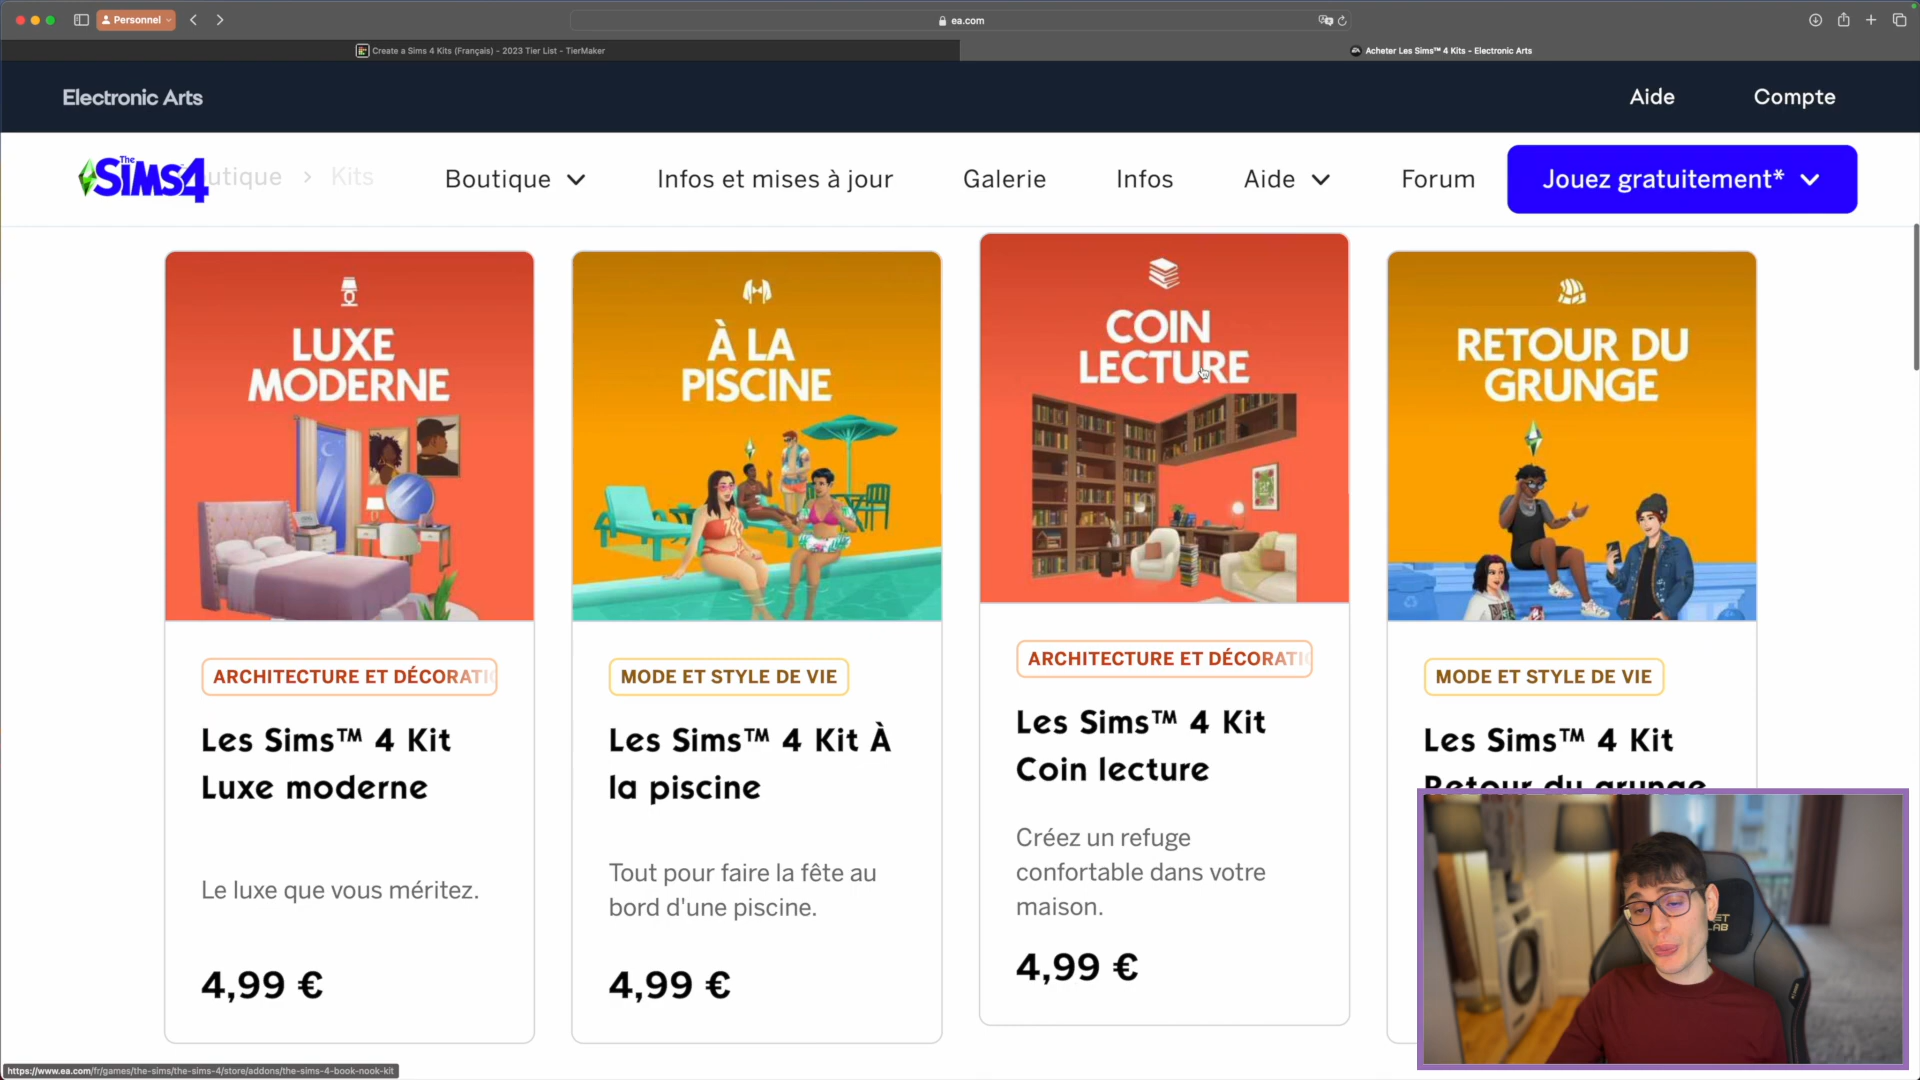 Personnel
ea.com
Create a Sims 4 Kits (Français) - 2023 Tier List - TierMaker
Acheter Les Sims™ 4 Kits - Electronic Arts
Electronic Arts
Aide
Compte
The SIMS4
utique > Kits
Boutique
Infos et mises à jour
Galerie
Infos
Aide
Forum
Jouez gratuitement*
LUXE
MODERNE
ARCHITECTURE ET DÉCORATI
Les Sims™ 4 Kit
Luxe moderne
Le luxe que vous méritez.
4,99 €
À LA
PISCINE
MODE ET STYLE DE VIE
Les Sims™ 4 Kit À
la piscine
Tout pour faire la fête au
bord d'une piscine.
4,99 €
COIN
LECTURE
ARCHITECTURE ET DÉCORATI
Les Sims™ 4 Kit
Coin lecture
Créez un refuge
confortable dans votre
maison.
4,99 €
RETOUR DU
GRUNGE
MODE ET STYLE DE VIE
Les Sims™ 4 Kit
Retour du grunge
https://www.ea.com/fr/games/the-sims/the-sims-4/store/addons/the-sims-4-book-nook-kit